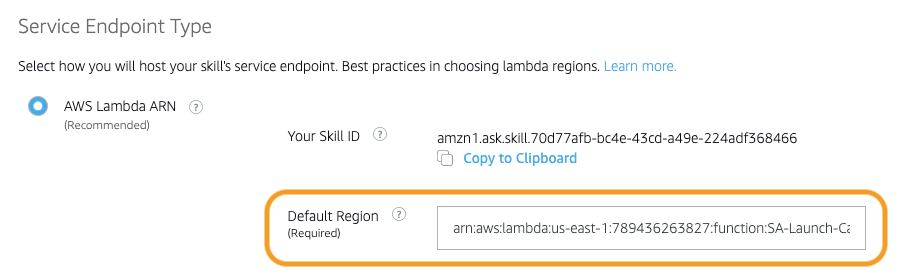 Service Endpoint Type
Select how you will host your skill's service endpoint. Best practices in choosing lambda regions. Learn more.
AWS Lambda ARN ?
(Recommended)
Your Skill ID ? amzn1.ask.skill.70d77afb-bc4e-43cd-a49e-224adf368466
Copy to Clipboard
Default Region ? arn:aws:lambda:us-east-1:789436263827:function:SA-Launch-Ca
(Required)